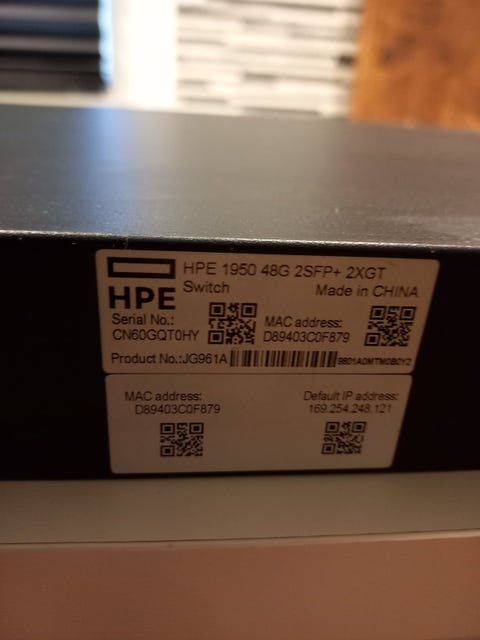 HPE 1950 48G 2SFP+ 2XGT
Switch
Made in CHINA
HPE
Serial No.:
CN60GQT0HY
MAC address:
D89403C0F879
Product No.:JG961A
9801A0MTM0B0Y2
MAC address:
D89403C0F879
Default IP address:
169.254.248.121